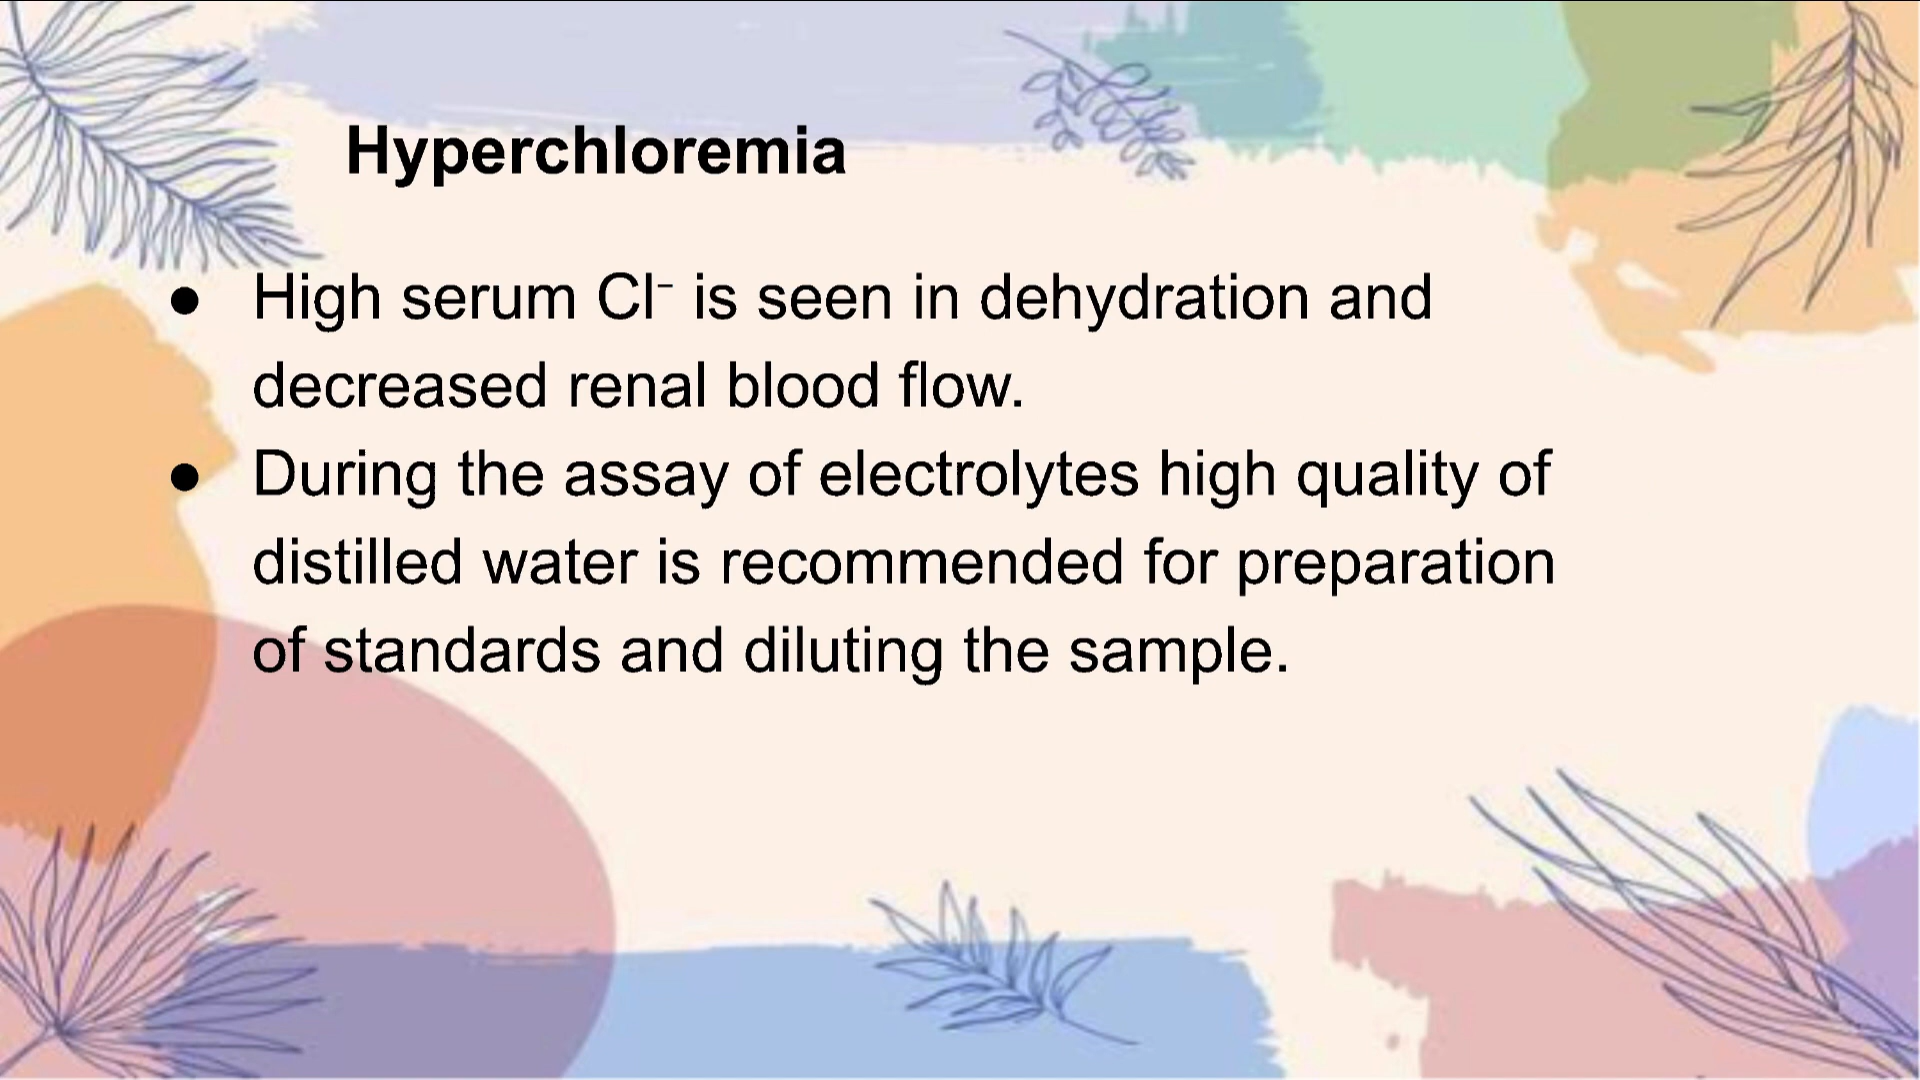 Hyperchloremia
● High serum Cl⁻ is seen in dehydration and
decreased renal blood flow.
● During the assay of electrolytes high quality of
distilled water is recommended for preparation
of standards and diluting the sample.